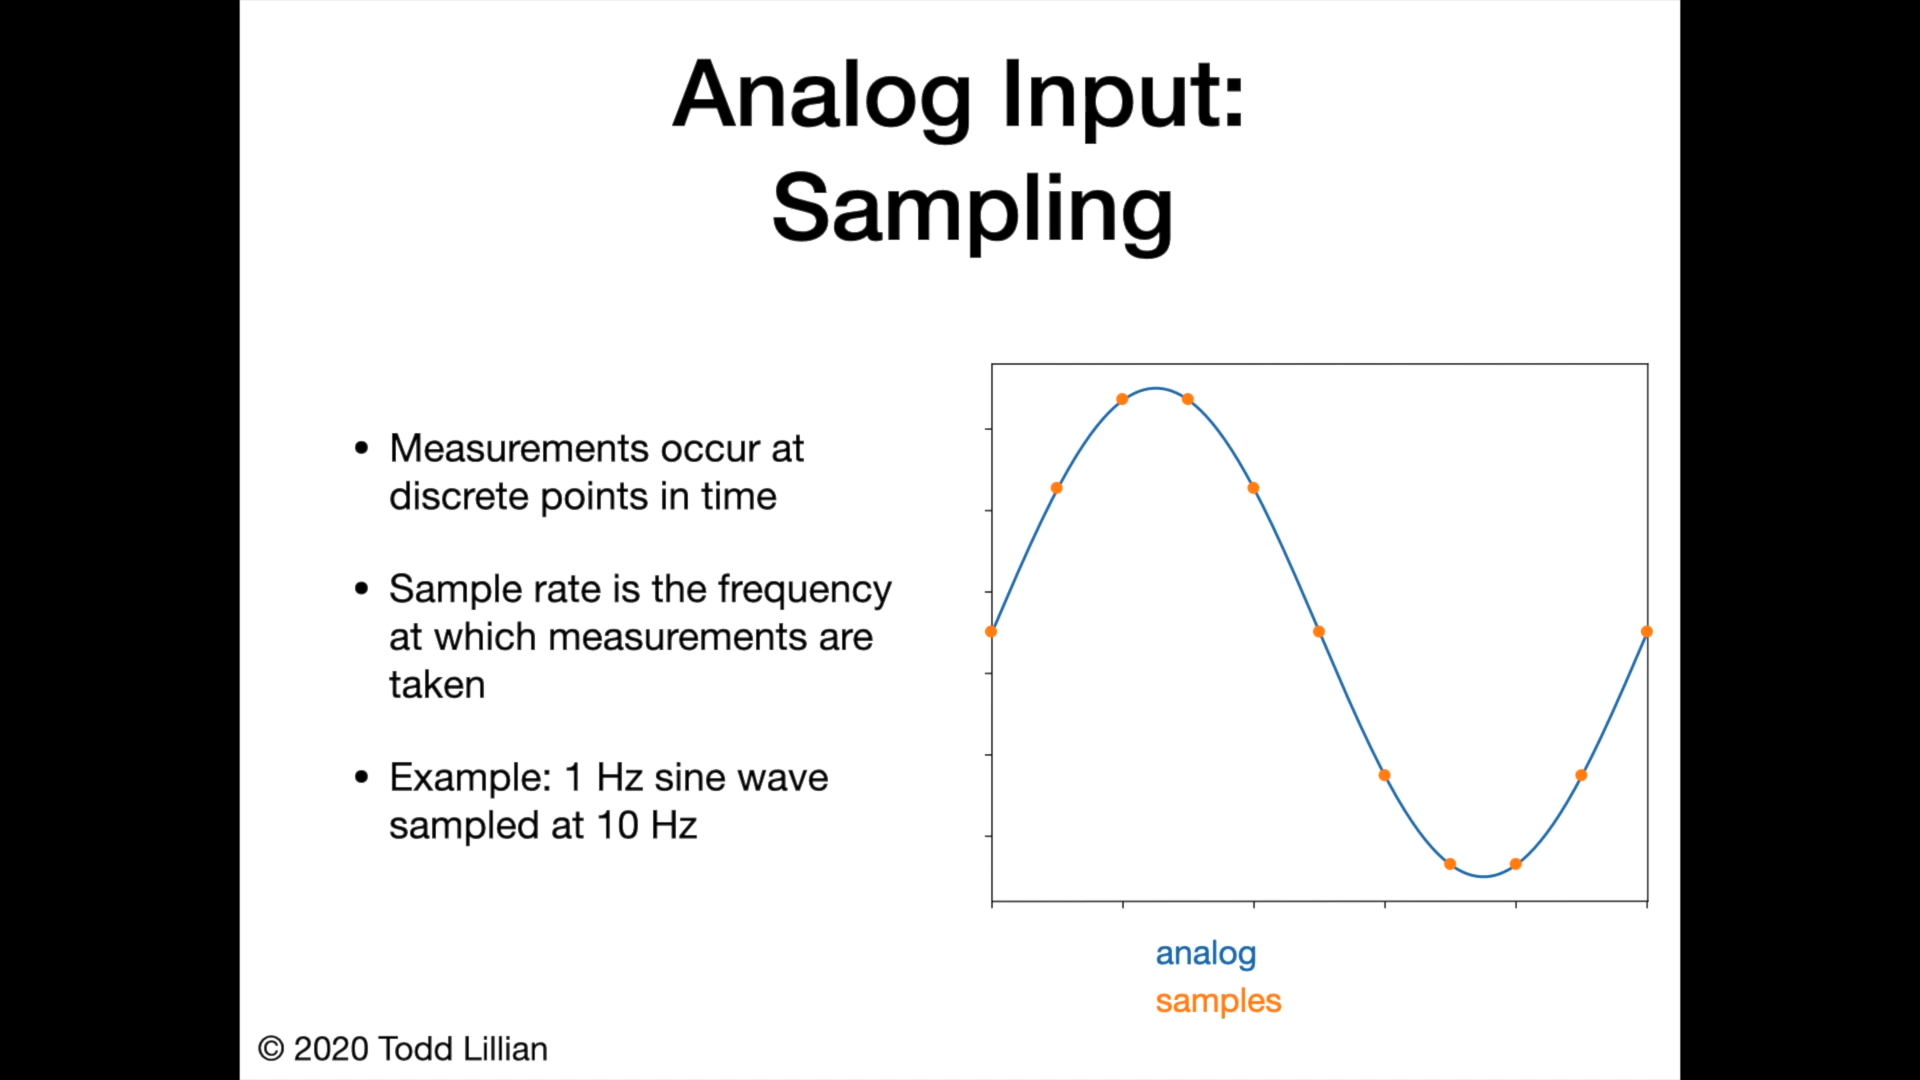 Analog Input:
Sampling
• Measurements occur at
discrete points in time
• Sample rate is the frequency
at which measurements are
taken
• Example: 1 Hz sine wave
sampled at 10 Hz
analog
samples
© 2020 Todd Lillian